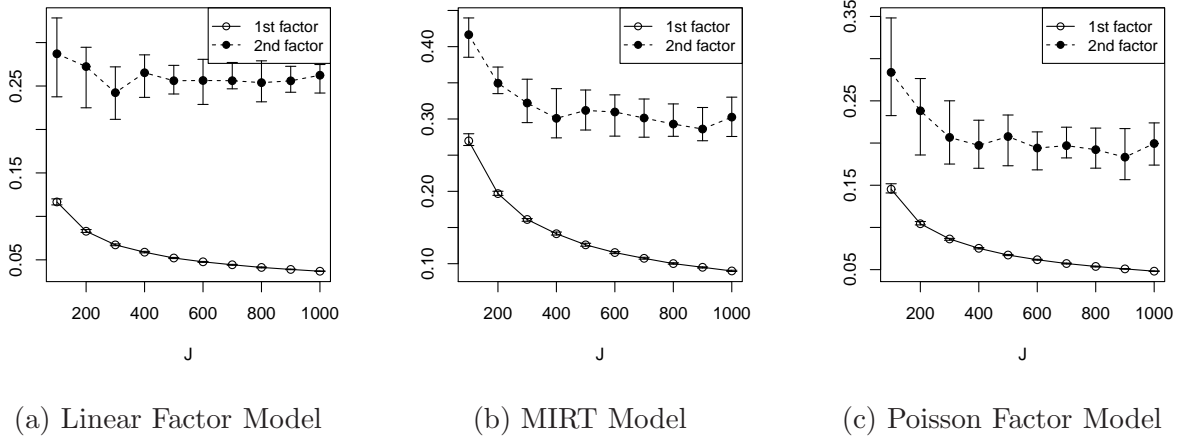 1st factor
2nd factor
0.25
0.15
0.05
200 400 600 800 1000
J
(a) Linear Factor Model
1st factor
2nd factor
0.40
0.30
0.20
0.10
200 400 600 800 1000
J
(b) MIRT Model
1st factor
2nd factor
0.35
0.25
0.15
0.05
200 400 600 800 1000
J
(c) Poisson Factor Model